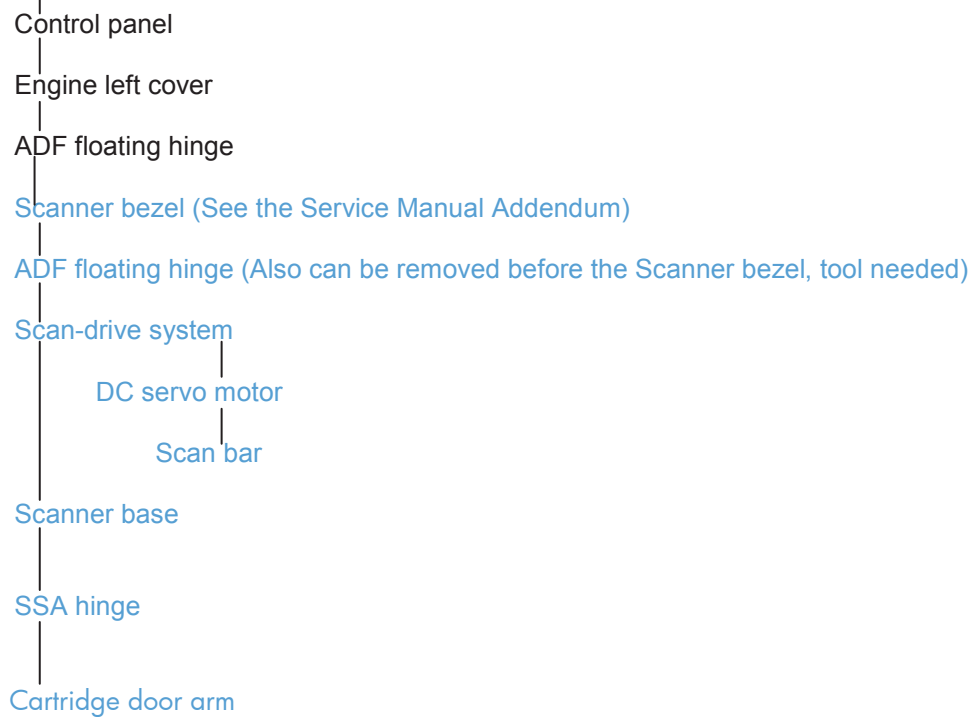 Control panel
Engine left cover
ADF floating hinge
Scanner bezel (See the Service Manual Addendum)
ADF floating hinge (Also can be removed before the Scanner bezel, tool needed)
Scan-drive system
DC servo motor
Scan bar
Scanner base
SSA hinge
Cartridge door arm